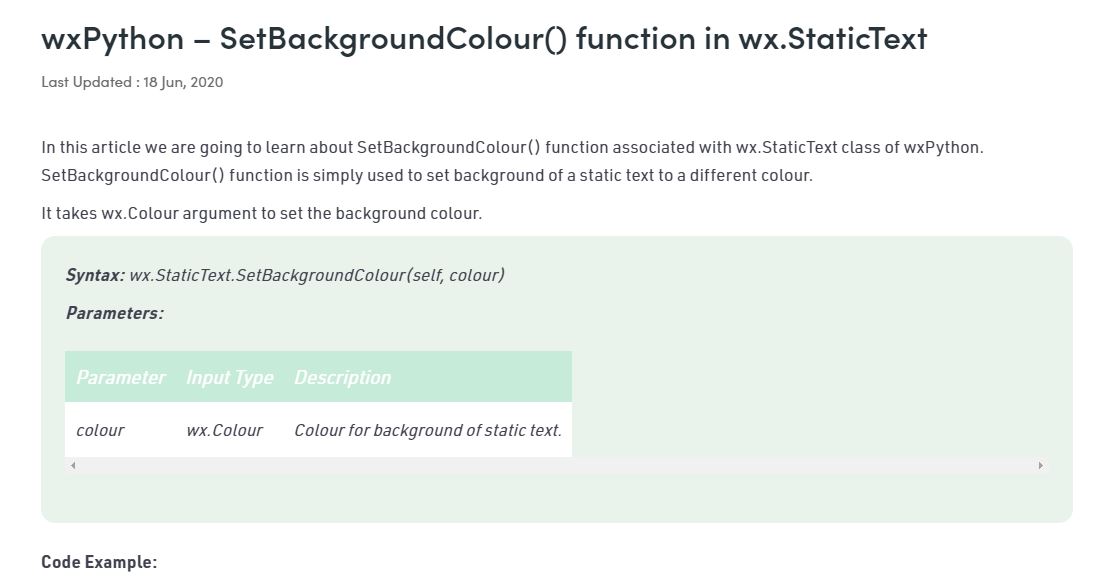 wxPython – SetBackgroundColour() function in wx.StaticText
Last Updated : 18 Jun, 2020
In this article we are going to learn about SetBackgroundColour() function associated with wx.StaticText class of wxPython.
SetBackgroundColour() function is simply used to set background of a static text to a different colour.
It takes wx.Colour argument to set the background colour.
Syntax: wx.StaticText.SetBackgroundColour(self, colour)
Parameters:
Parameter Input Type Description
colour wx.Colour Colour for background of static text.
Code Example: